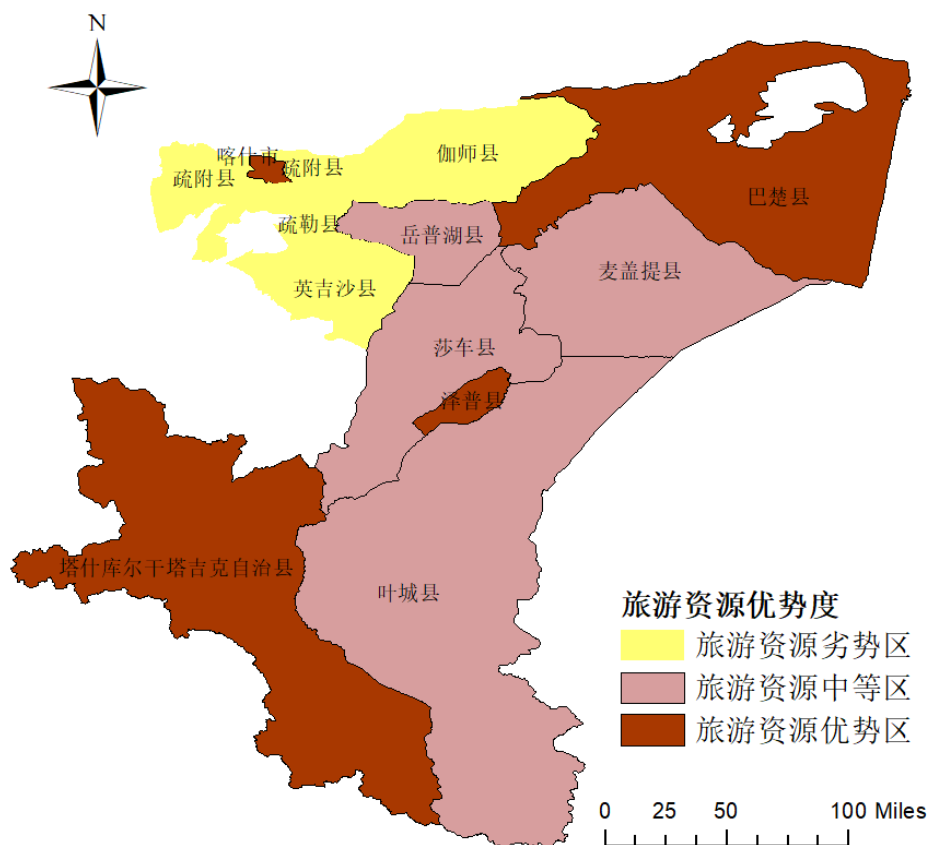 N
喀什市
疏附县
疏附县
伽师县
巴楚县
疏勒县
岳普湖县
麦盖提县
英吉沙县
莎车县
泽普县
塔什库尔干塔吉克自治县
叶城县
旅游资源优势度
旅游资源劣势区
旅游资源中等区
旅游资源优势区
0 25 50 100 Miles